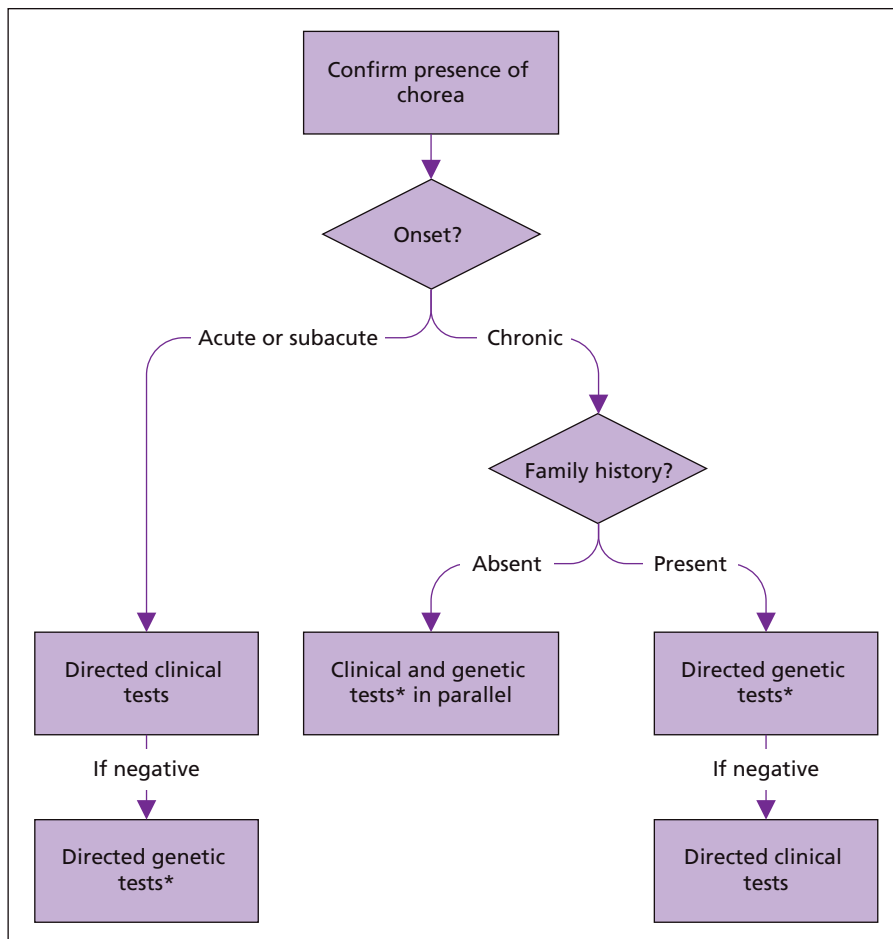 Confirm presence of
chorea
Onset?
Acute or subacute
Chronic
Family history?
Absent
Present
Directed clinical
tests
Clinical and genetic
tests* in parallel
Directed genetic
tests*
If negative
If negative
Directed genetic
tests*
Directed clinical
tests